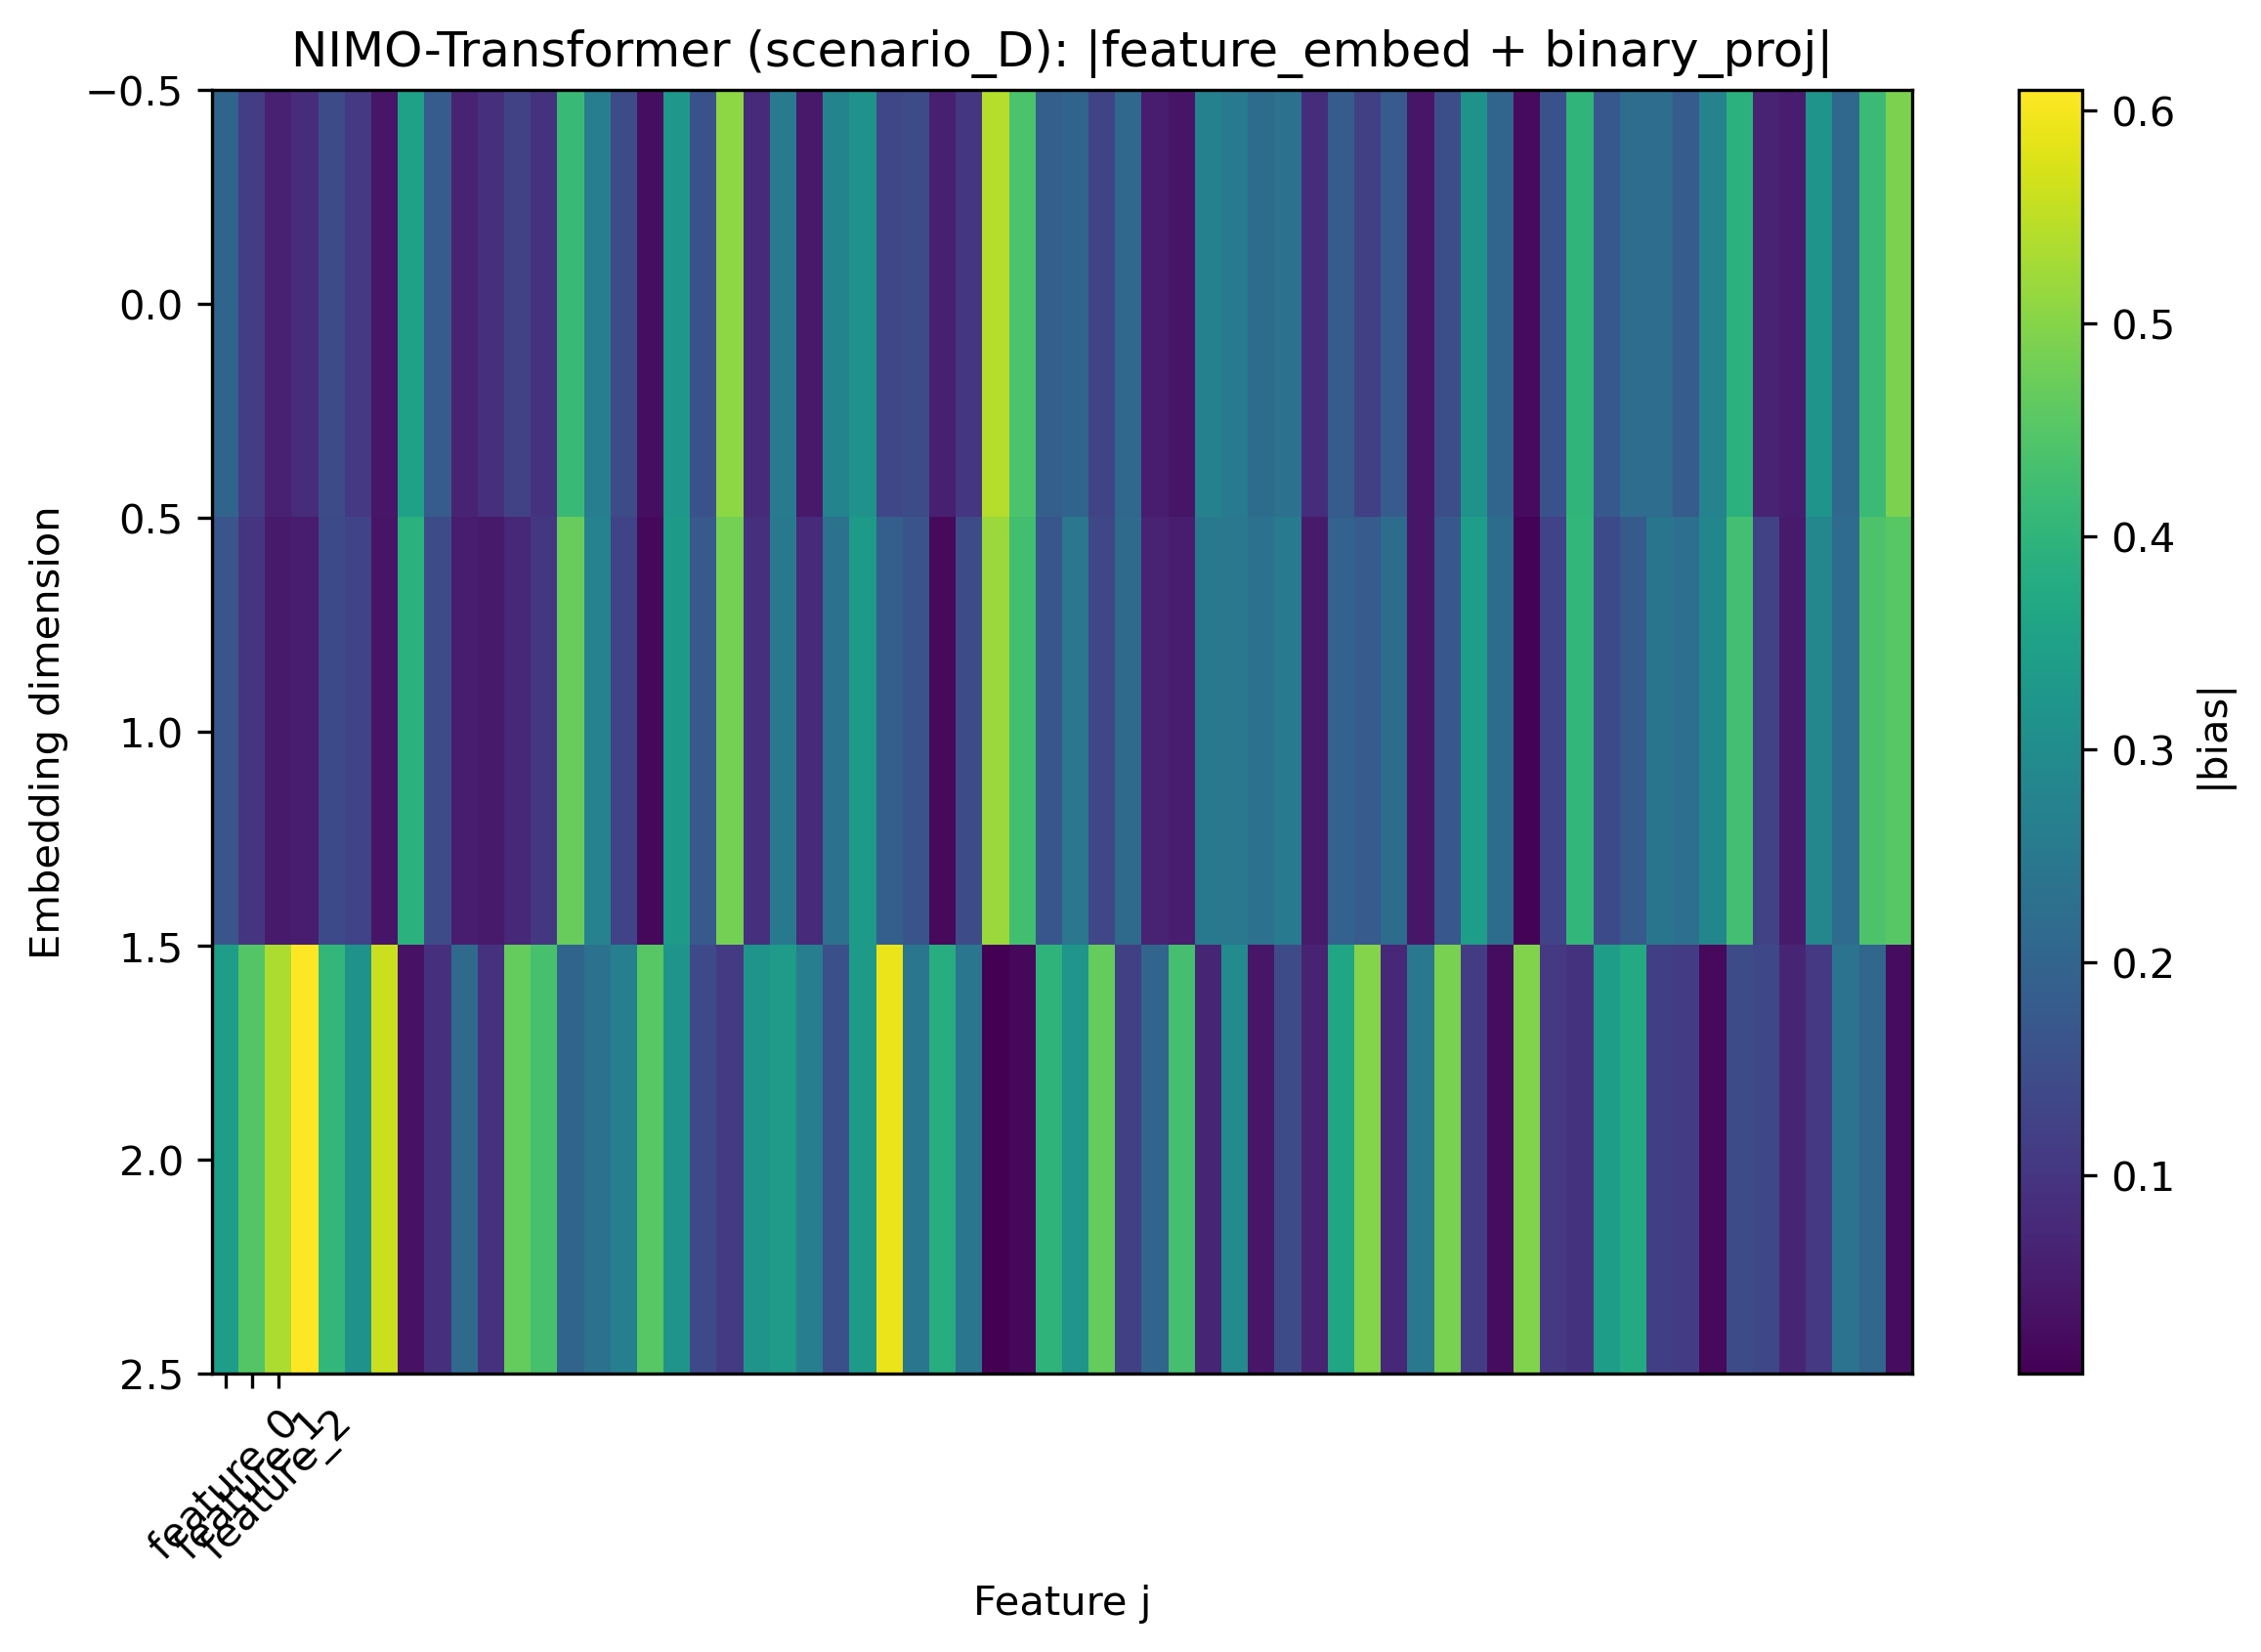 NIMO-Transformer (scenario_D): |feature_embed + binary_proj|
Embedding dimension
−0.5
0.0
0.5
1.0
1.5
2.0
2.5
feature_0
feature_1
feature_2
Feature j
0.6
0.5
0.4
0.3
0.2
0.1
|bias|